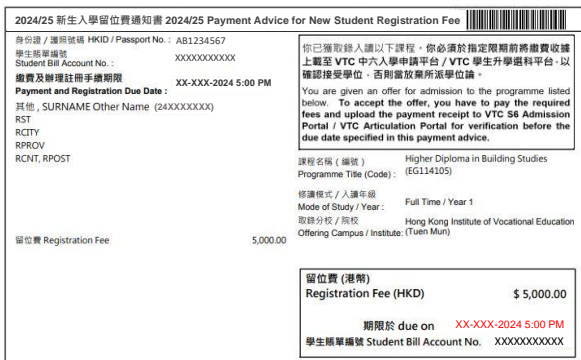 2024/25 新生入學留位費通知書 2024/25 Payment Advice for New Student Registration Fee
身份證 / 護照號碼 HKID / Passport No. : AB1234567
學生賬單編號
Student Bill Account No. : XXXXXXXXXXX
繳費及辦理註冊手續期限
Payment and Registration Due Date : XX-XXX-2024 5:00 PM
其他 , SURNAME Other Name (24XXXXXXX)
RST
RCITY
RPROV
RCNT, RPOST
留位費 Registration Fee 5,000.00
你已獲取錄入讀以下課程，你必須於指定限期前將繳費收據
上載至 VTC 中六入學申請平台 / VTC 學生升學選科平台，以
確認接受學位，否則當放棄所派學位論。
You are given an offer for admission to the programme listed
below. To accept the offer, you have to pay the required
fees and upload the payment receipt to VTC S6 Admission
Portal / VTC Articulation Portal for verification before the
due date specified in this payment advice.
課程名稱 ( 編號 ) Higher Diploma in Building Studies
Programme Title (Code) : (EG114105)
修讀模式 / 入讀年級
Mode of Study / Year : Full Time / Year 1
取錄分校 / 院校 Hong Kong Institute of Vocational Education
Offering Campus / Institute: (Tuen Mun)
留位費 (港幣)
Registration Fee (HKD) $ 5,000.00
期限於 due on XX-XXX-2024 5:00 PM
學生賬單編號 Student Bill Account No. XXXXXXXXXXX